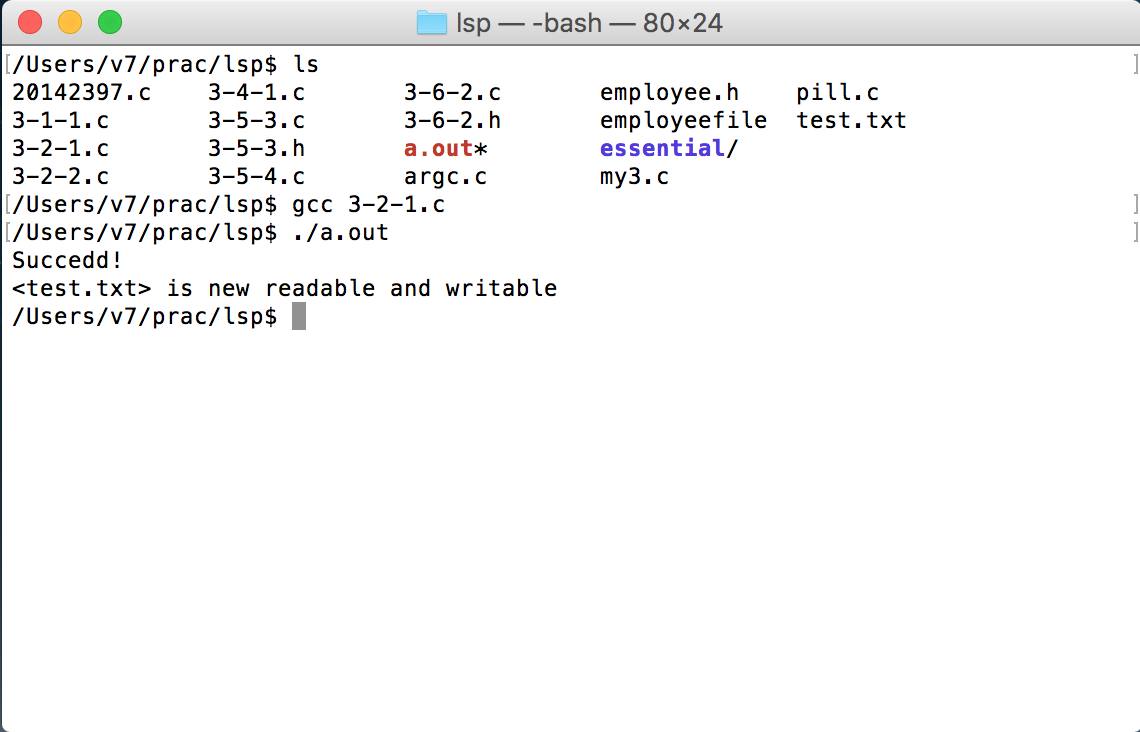 lsp — -bash — 80×24
/Users/v7/prac/lsp$ ls
20142397.c    3-4-1.c       3-6-2.c       employee.h    pill.c
3-1-1.c       3-5-3.c       3-6-2.h       employeefile  test.txt
3-2-1.c       3-5-3.h       a.out*        essential/
3-2-2.c       3-5-4.c       argc.c        my3.c
/Users/v7/prac/lsp$ gcc 3-2-1.c
/Users/v7/prac/lsp$ ./a.out
Succedd!
<test.txt> is new readable and writable
/Users/v7/prac/lsp$